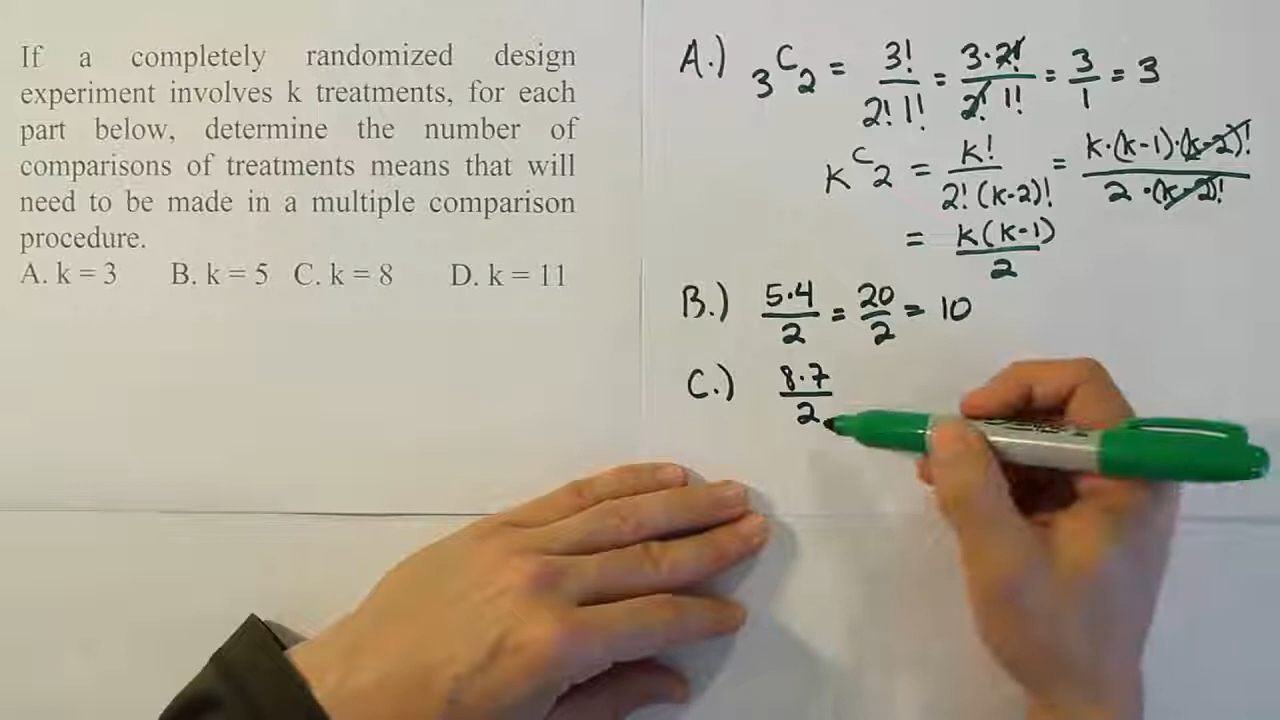 If a completely randomized design
experiment involves k treatments, for each
part below, determine the number of
comparisons of treatments means that will
need to be made in a multiple comparison
procedure.
A. k = 3 B. k = 5 C. k = 8 D. k = 11
A.) 3C2 = 3!/2! 1! = 3·2!/2! 1! = 3/1 = 3
kC2 = k!/2!(k-2)! = k·(k-1)·(k-2)!/2·(k-2)!
= k(k-1)/2
B.) 5·4/2 = 20/2 = 10
C.) 8·7/2